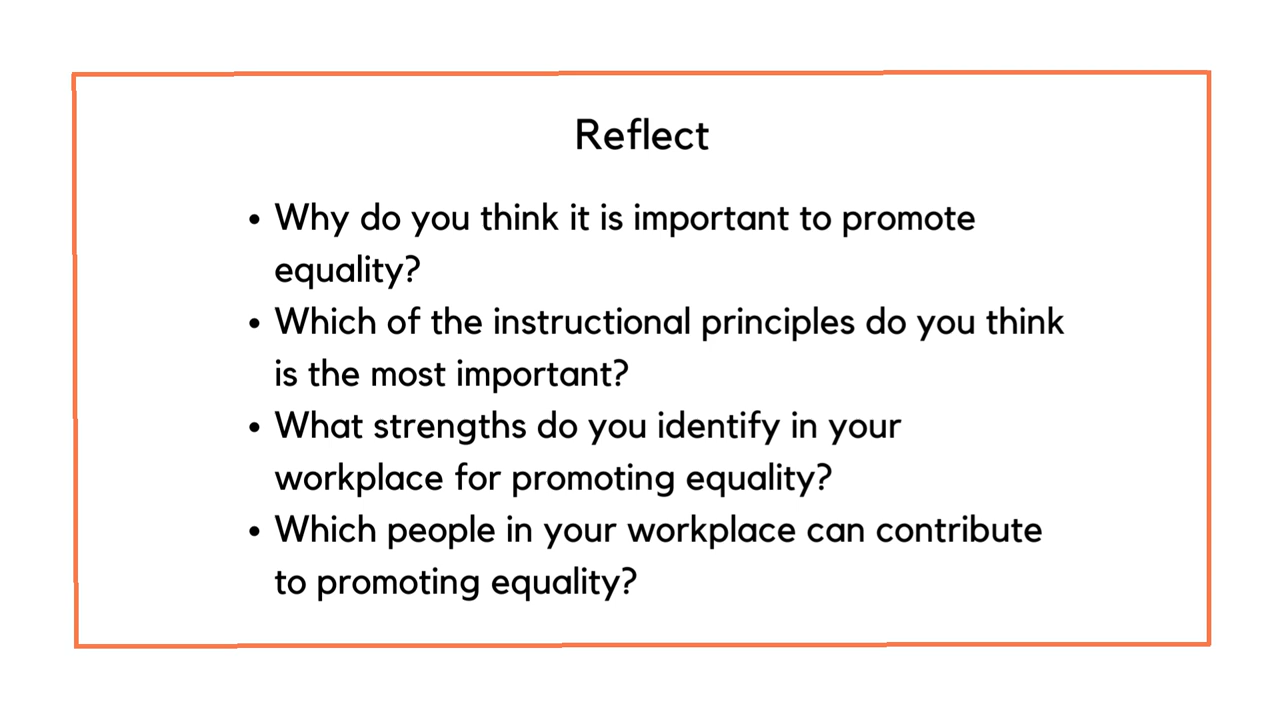 Reflect
• Why do you think it is important to promote
equality?
• Which of the instructional principles do you think
is the most important?
• What strengths do you identify in your
workplace for promoting equality?
• Which people in your workplace can contribute
to promoting equality?